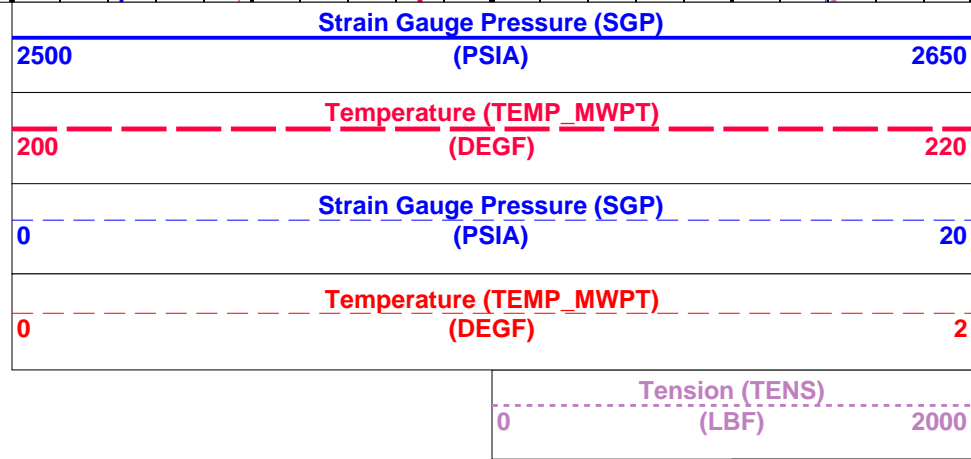 Strain Gauge Pressure (SGP)
2500 (PSIA) 2650
Temperature (TEMP_MWPT)
200 (DEGF) 220
Strain Gauge Pressure (SGP)
0 (PSIA) 20
Temperature (TEMP_MWPT)
0 (DEGF) 2
Tension (TENS)
0 (LBF) 2000